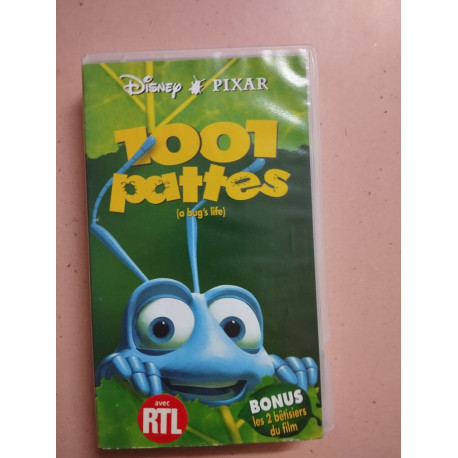 Disney PIXAR
1001
pattes
(a bug's life)
avec
RTL
BONUS
les 2 bêtisiers
du film